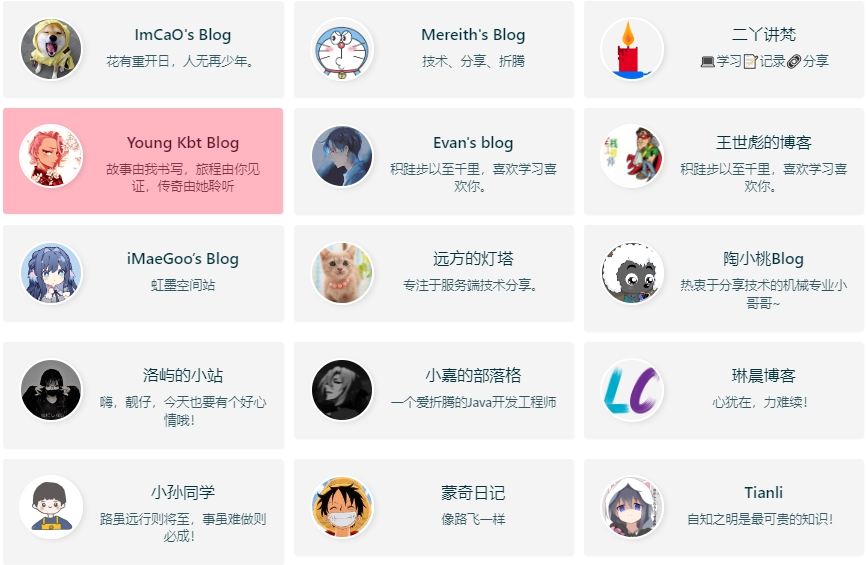 ImCaO's Blog
花有重开日，人无再少年。
Mereith's Blog
技术、分享、折腾
二丫讲梵
💻学习📝记录🔗分享
Young Kbt Blog
故事由我书写，旅程由你见
证，传奇由她聆听
Evan's blog
积跬步以至千里，喜欢学习喜
欢你。
王世彪的博客
积跬步以至千里，喜欢学习喜
欢你。
iMaeGoo’s Blog
虹墨空间站
远方的灯塔
专注于服务端技术分享。
陶小桃Blog
热衷于分享技术的机械专业小
哥哥~
洛屿的小站
嗨，靓仔，今天也要有个好心
情哦！
小嘉的部落格
一个爱折腾的Java开发工程师
LC
琳晨博客
心犹在，力难续！
小孙同学
路虽远行则将至，事虽难做则
必成！
蒙奇日记
像路飞一样
Tianli
自知之明是最可贵的知识！